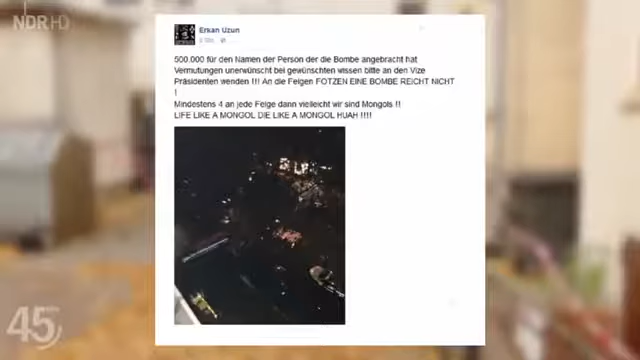 NDR HD
Erkan Uzun
500.000 für den Namen der Person der die Bombe angebracht hat
Vermutungen unerwünscht bei gewünschten wissen bitte an den Vize
Präsidenten wenden !!! An die Feigen FOTZEN EINE BOMBE REICHT NICHT
!
Mindestens 4 an jede Felge dann vielleicht wir sind Mongols !!
LIFE LIKE A MONGOL DIE LIKE A MONGOL HUAH !!!!
45